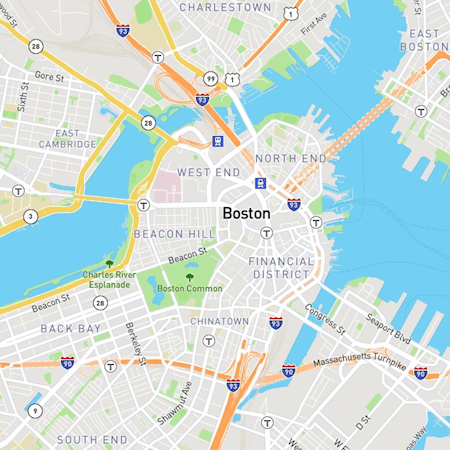 CHARLESTOWN
1
93
First Ave
EAST
BOSTON
28
T
Gore St
99
1
T
93
Sixth St
28
EAST
CAMBRIDGE
NORTH END
WEST END
T
T
3
93
Boston
T
T
BEACON HILL
Beacon St
FINANCIAL
DISTRICT
Charles River
Esplanade
Boston Common
Beacon St
Congress St
Seaport Blvd
BACK BAY
Berkeley St
CHINATOWN
93
T
T
90
Massachusetts Turnpike
90
90
93
Shawmut Ave
9
D St
T
SOUTH END